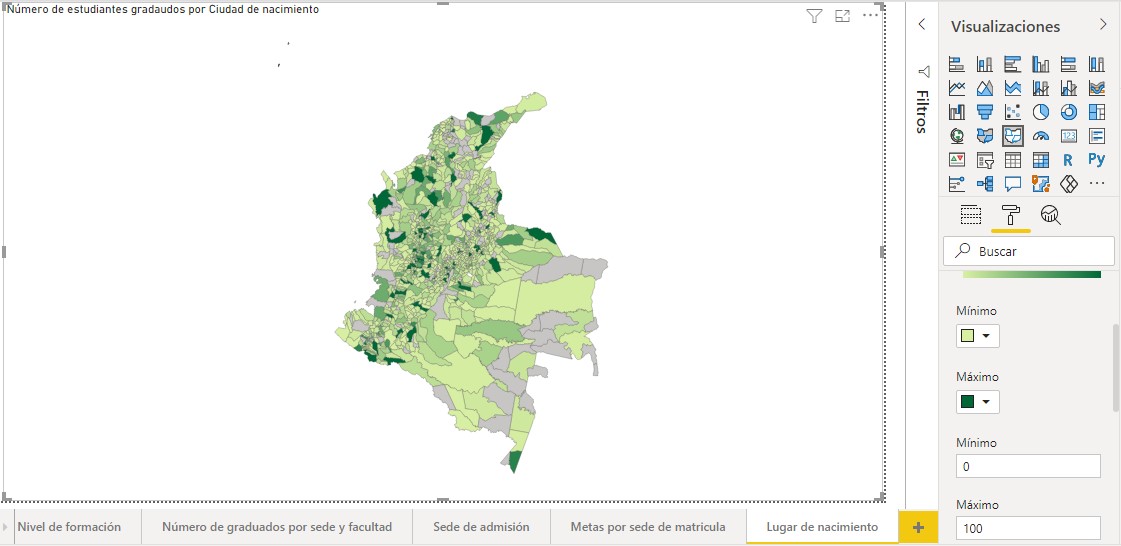 Número de estudiantes gradaudos por Ciudad de nacimiento
Filtros
Visualizaciones
123
R
Py
Buscar
Mínimo
Máximo
Mínimo
0
Máximo
100
Nivel de formación
Número de graduados por sede y facultad
Sede de admisión
Metas por sede de matricula
Lugar de nacimiento
+